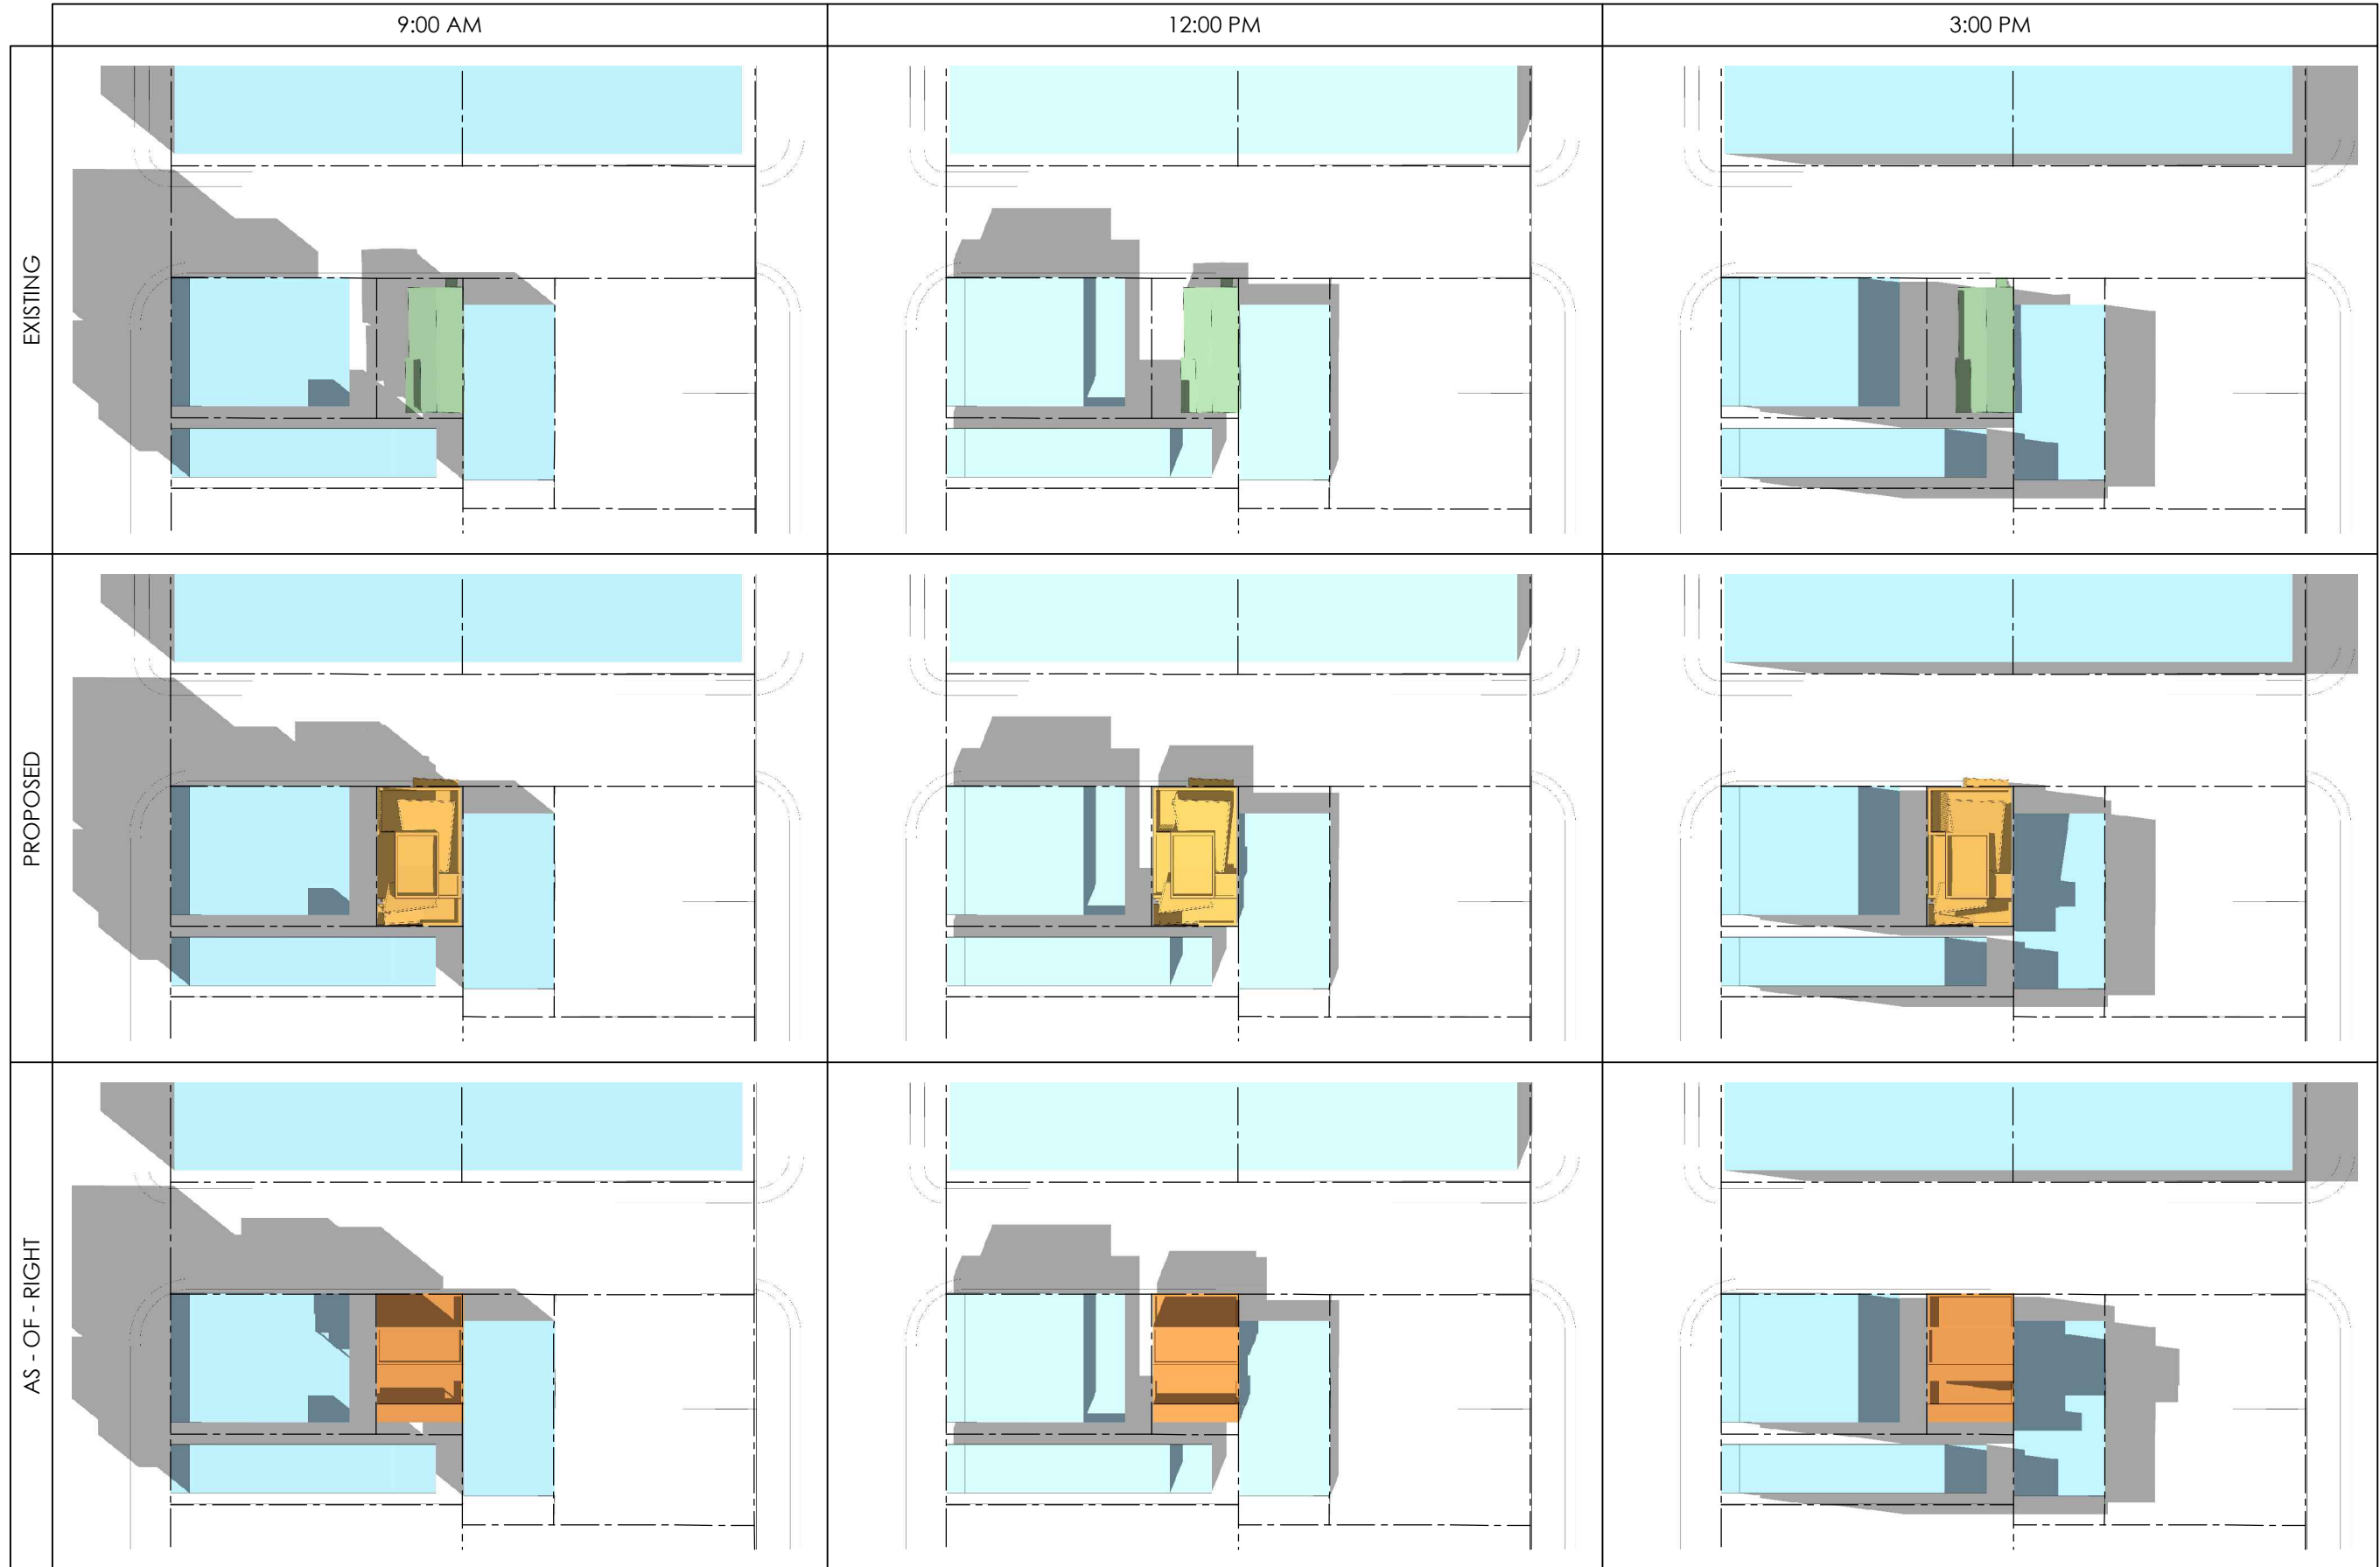 9:00 AM
12:00 PM
3:00 PM
EXISTING
PROPOSED
AS - OF - RIGHT